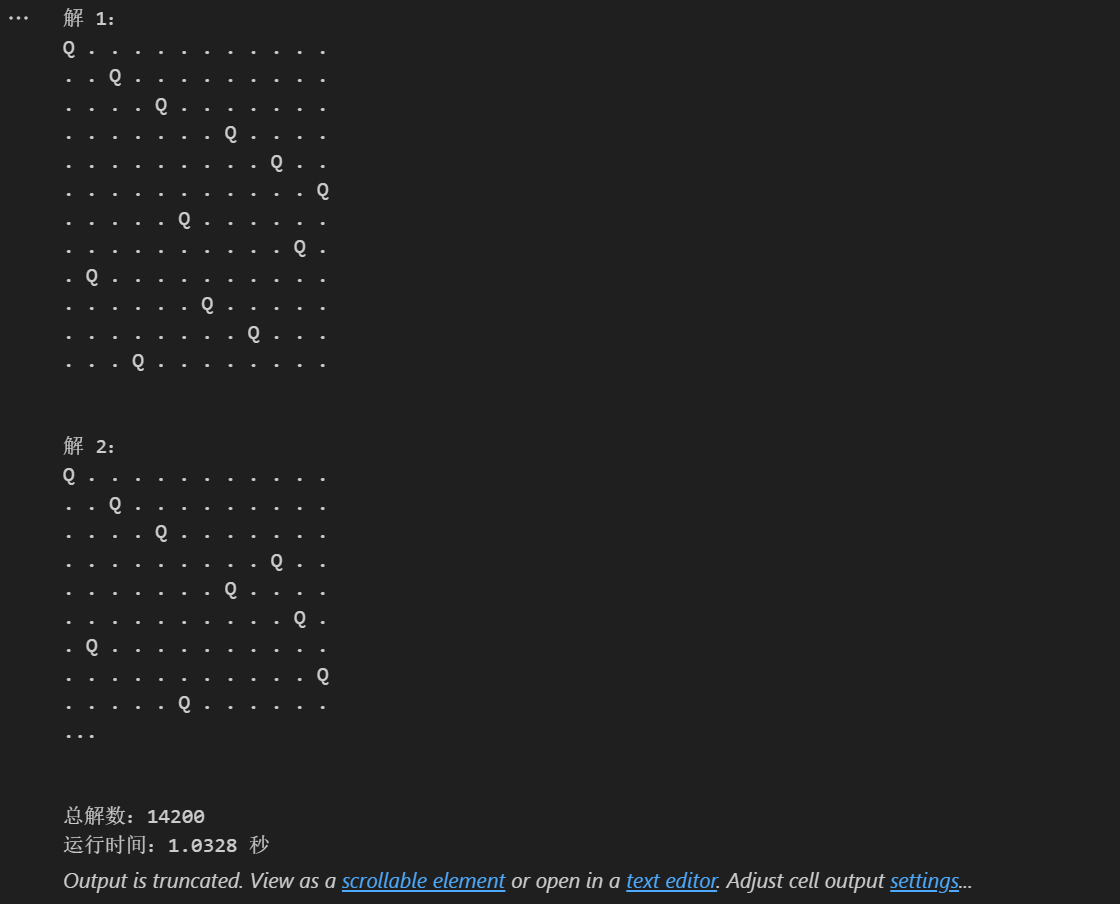 ...
解 1:
Q . . . . . . . . . . .
. . Q . . . . . . . . .
. . . . Q . . . . . . .
. . . . . . . Q . . . .
. . . . . . . . . Q . .
. . . . . . . . . . . Q
. . . . . Q . . . . . .
. . . . . . . . . . Q .
. Q . . . . . . . . . .
. . . . . . Q . . . . .
. . . . . . . . Q . . .
. . . Q . . . . . . . .
解 2:
Q . . . . . . . . . . .
. . Q . . . . . . . . .
. . . . Q . . . . . . .
. . . . . . . . . Q . .
. . . . . . . Q . . . .
. . . . . . . . . . Q .
. Q . . . . . . . . . .
. . . . . . . . . . . Q
. . . . . Q . . . . . .
...
总解数: 14200
运行时间: 1.0328 秒
Output is truncated. View as a scrollable element or open in a text editor. Adjust cell output settings...